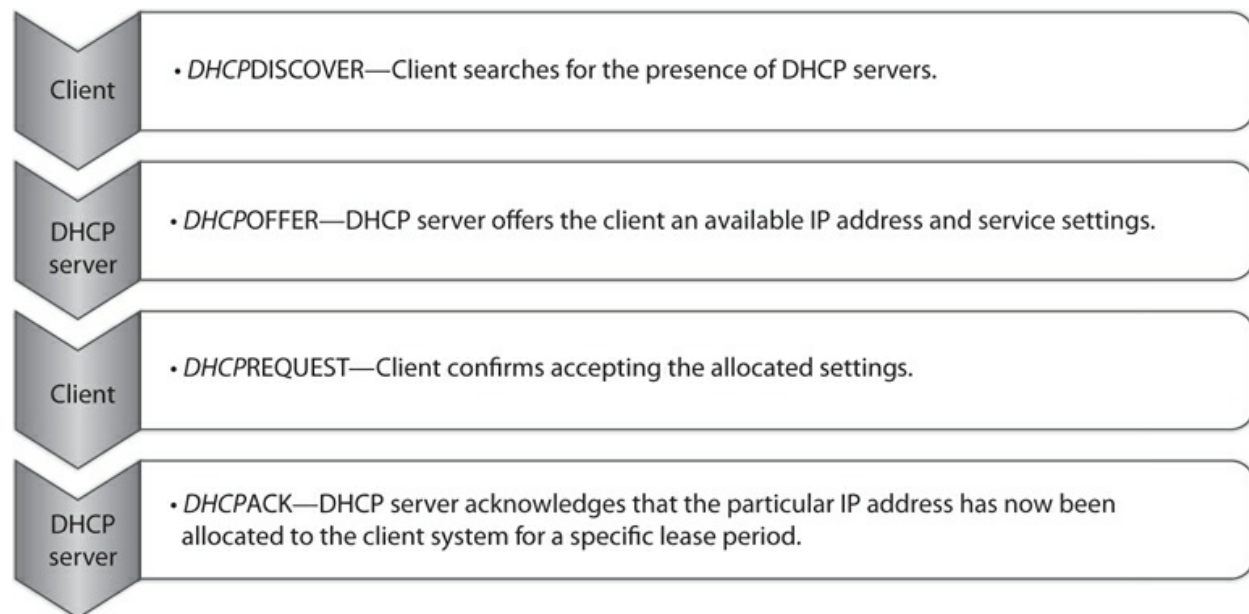 Client
• DHCPDISCOVER—Client searches for the presence of DHCP servers.
DHCP
server
• DHCPOFFER—DHCP server offers the client an available IP address and service settings.
Client
• DHCPREQUEST—Client confirms accepting the allocated settings.
DHCP
server
• DHCPACK—DHCP server acknowledges that the particular IP address has now been
allocated to the client system for a specific lease period.